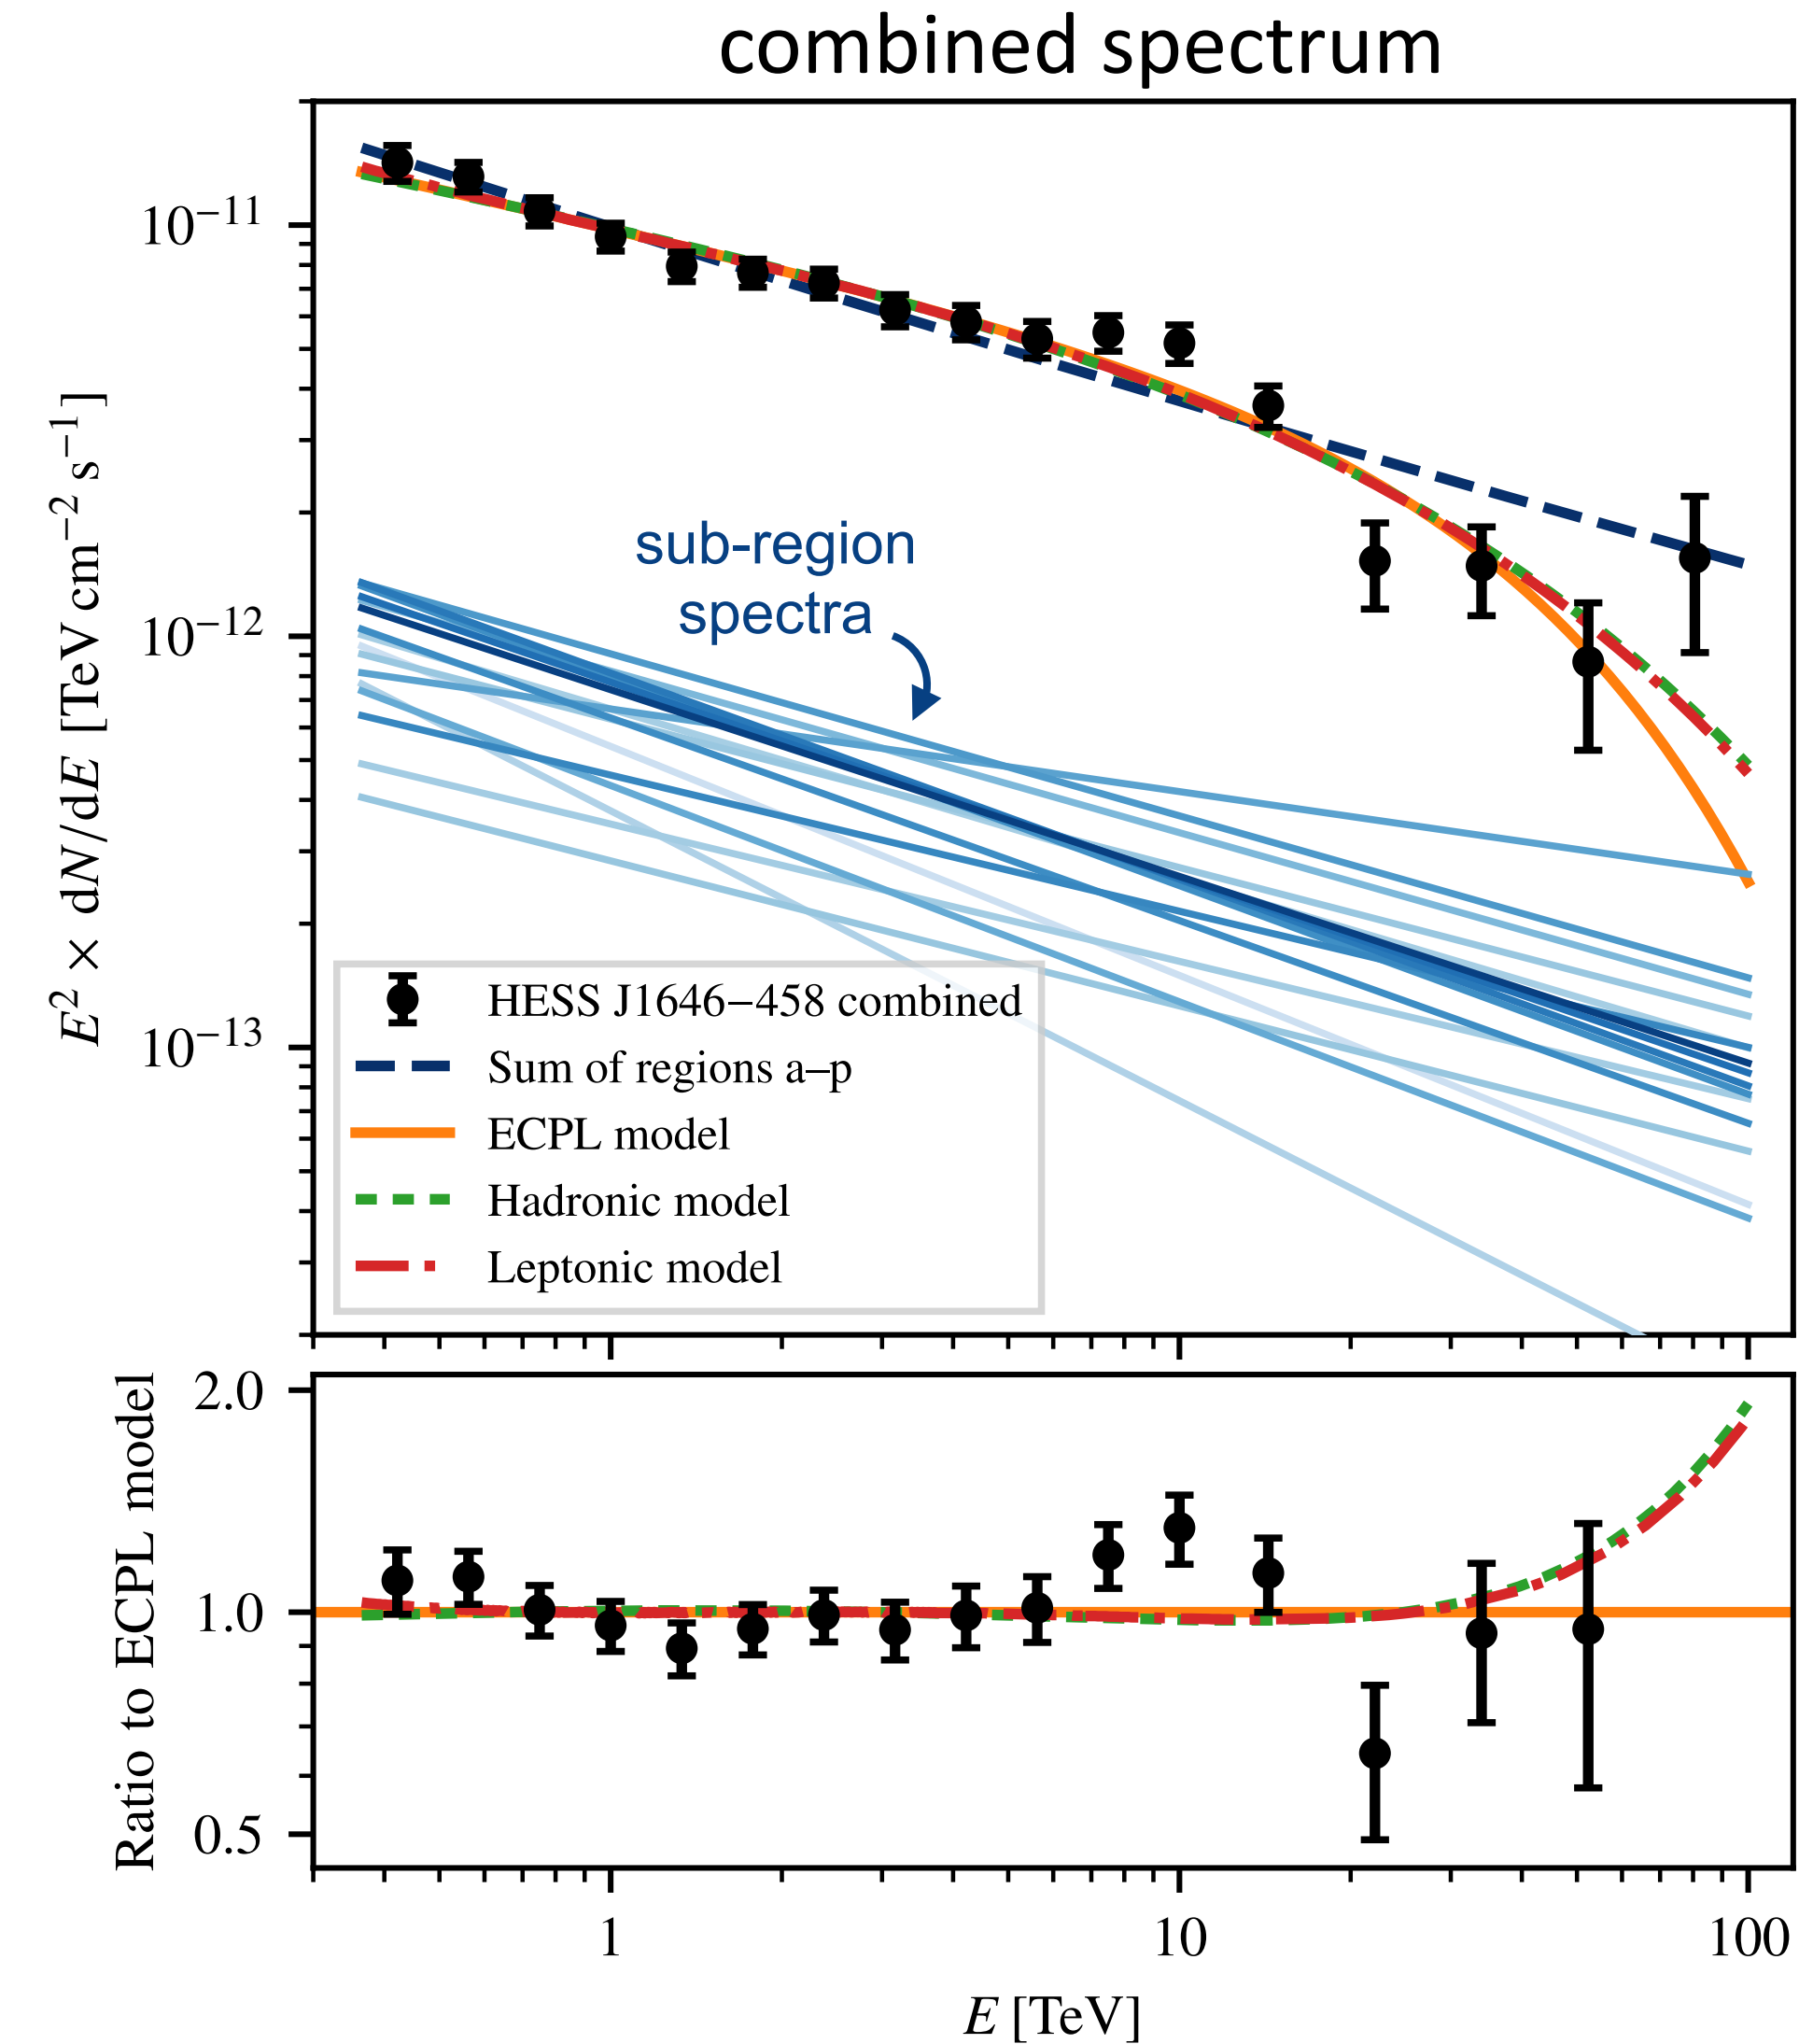 combined spectrum
E² × dN/dE [TeV cm⁻² s⁻¹]
10⁻¹¹
10⁻¹²
10⁻¹³
sub-region
spectra
HESS J1646−458 combined
Sum of regions a–p
ECPL model
Hadronic model
Leptonic model
Ratio to ECPL model
2.0
1.0
0.5
1
10
100
E [TeV]